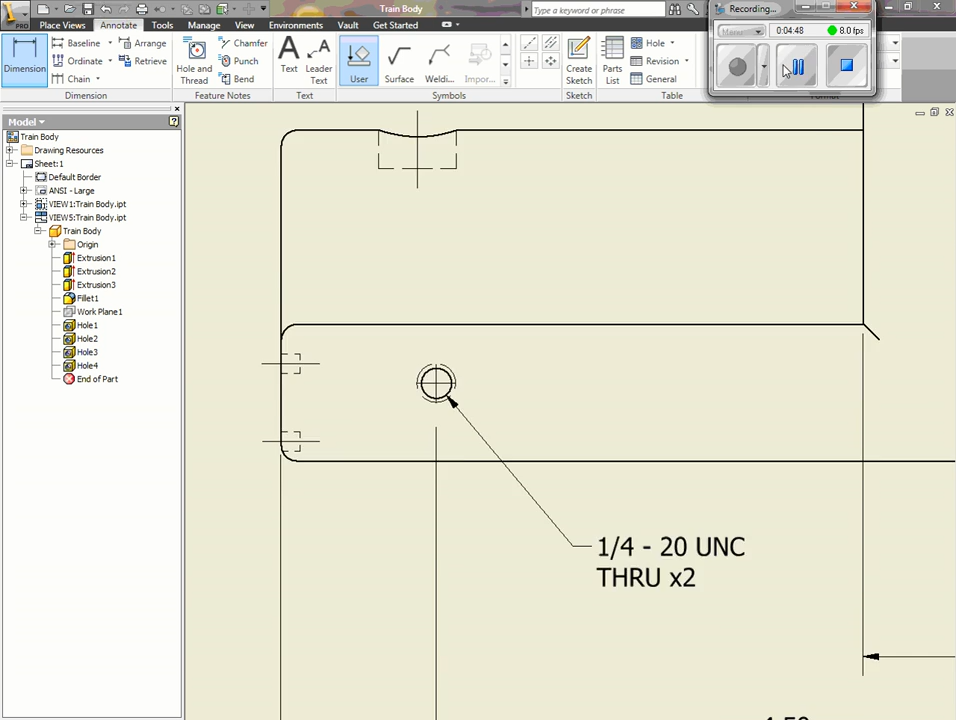 PRO
Train Body
Type a keyword or phrase
Recording...
Place Views
Annotate
Tools
Manage
Review
Environments
Vault
Get Started
Menu
0:04:48
8.0 fps
Dimension
Baseline
Ordinate
Chain
Arrange
Retrieve
Hole and
Thread
Chamfer
Punch
Bend
Text
Leader
Text
User
Surface
Weldi...
Impor...
Create
Sketch
Parts
List
Hole
Revision
General
Dimension
Feature Notes
Text
Symbols
Sketch
Table
Format
Model
Train Body
Drawing Resources
Sheet:1
Default Border
ANSI - Large
VIEW1:Train Body.ipt
VIEW5:Train Body.ipt
Train Body
Origin
Extrusion1
Extrusion2
Extrusion3
Fillet1
Work Plane1
Hole1
Hole2
Hole3
Hole4
End of Part
1/4 - 20 UNC
THRU x2